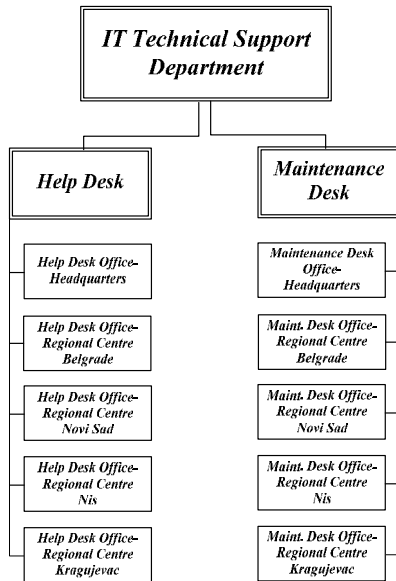 IT Technical Support
Department
Help Desk
Maintenance
Desk
Help Desk Office-
Headquarters
Help Desk Office-
Regional Centre
Belgrade
Help Desk Office-
Regional Centre
Novi Sad
Help Desk Office-
Regional Centre
Nis
Help Desk Office-
Regional Centre
Kragujevac
Maintenance Desk
Office-
Headquarters
Maint. Desk Office-
Regional Centre
Belgrade
Maint. Desk Office-
Regional Centre
Novi Sad
Maint. Desk Office-
Regional Centre
Nis
Maint. Desk Office-
Regional Centre
Kragujevac